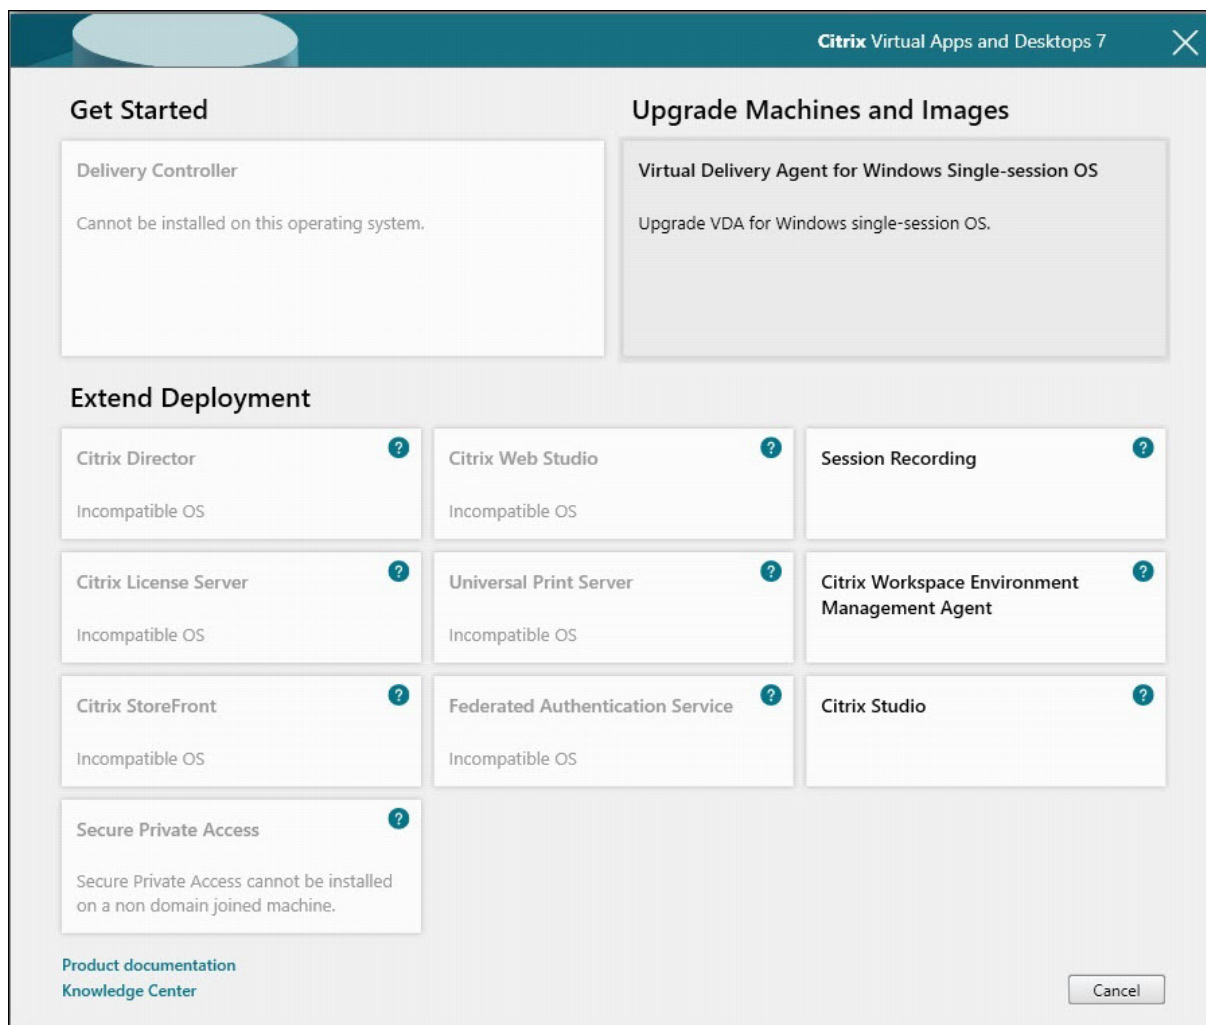 Citrix Virtual Apps and Desktops 7
Get Started
Upgrade Machines and Images
Delivery Controller
Cannot be installed on this operating system.
Virtual Delivery Agent for Windows Single-session OS
Upgrade VDA for Windows single-session OS.
Extend Deployment
Citrix Director
?
Incompatible OS
Citrix Web Studio
?
Incompatible OS
Session Recording
?
Citrix License Server
?
Incompatible OS
Universal Print Server
?
Incompatible OS
Citrix Workspace Environment
Management Agent
?
Citrix StoreFront
?
Incompatible OS
Federated Authentication Service
?
Incompatible OS
Citrix Studio
?
Secure Private Access
?
Secure Private Access cannot be installed
on a non domain joined machine.
Product documentation
Knowledge Center
Cancel